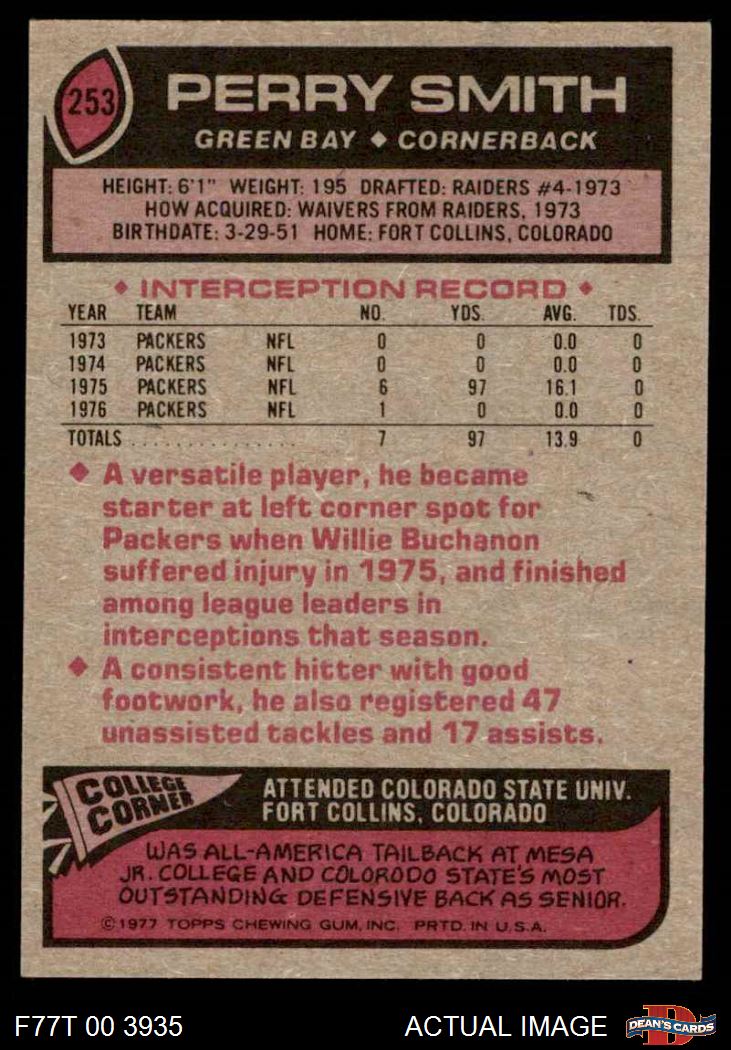 253
PERRY SMITH
GREEN BAY ◆ CORNERBACK
HEIGHT: 6'1" WEIGHT: 195 DRAFTED: RAIDERS #4-1973
HOW ACQUIRED: WAIVERS FROM RAIDERS, 1973
BIRTHDATE: 3-29-51 HOME: FORT COLLINS, COLORADO
◆ INTERCEPTION RECORD ◆
YEAR TEAM NO. YDS. AVG. TDS.
1973 PACKERS NFL 0 0 0.0 0
1974 PACKERS NFL 0 0 0.0 0
1975 PACKERS NFL 6 97 16.1 0
1976 PACKERS NFL 1 0 0.0 0
TOTALS . . . . . . . . . . . . . . . 7 97 13.9 0
◆ A versatile player, he became
starter at left corner spot for
Packers when Willie Buchanon
suffered injury in 1975, and finished
among league leaders in
interceptions that season.
◆ A consistent hitter with good
footwork, he also registered 47
unassisted tackles and 17 assists.
COLLEGE
CORNER
ATTENDED COLORADO STATE UNIV.
FORT COLLINS, COLORADO
WAS ALL-AMERICA TAILBACK AT MESA
JR. COLLEGE AND COLORODO STATE'S MOST
OUTSTANDING DEFENSIVE BACK AS SENIOR.
©1977 TOPPS CHEWING GUM, INC. PRTD. IN U.S.A.
F77T 00 3935
ACTUAL IMAGE
D
DEAN'S CARDS